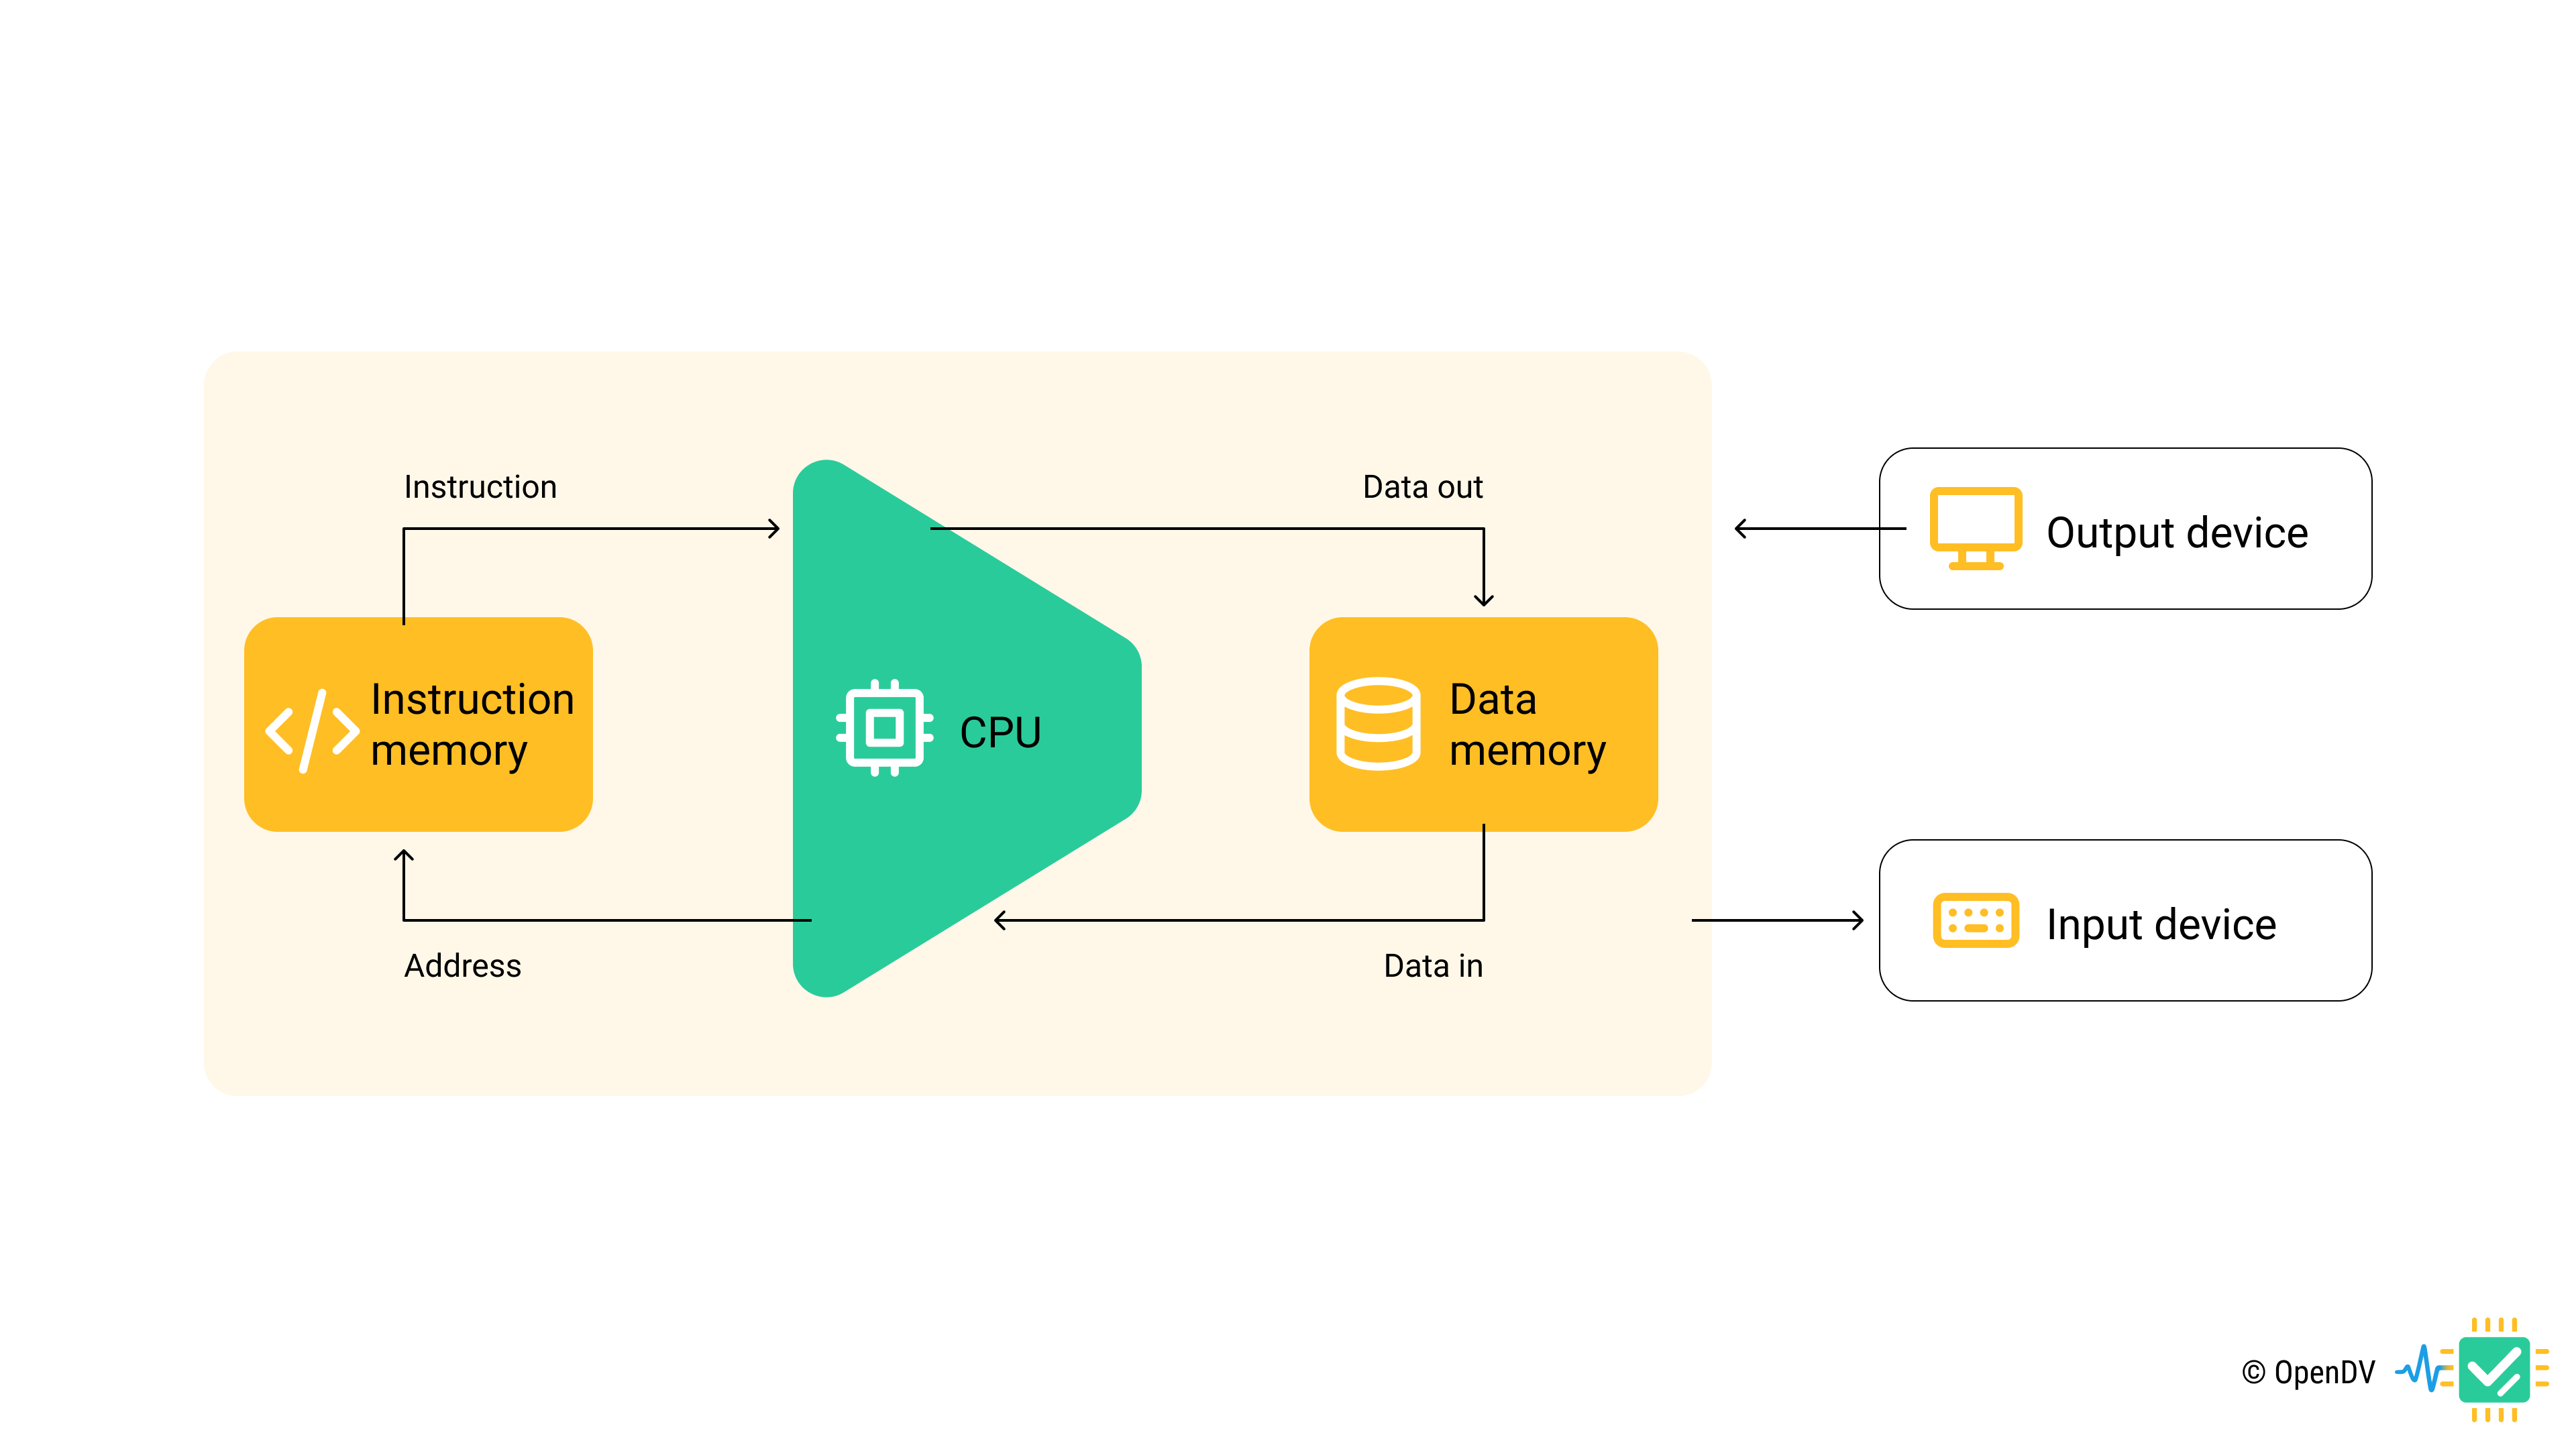 Instruction
Data out
Output device
Instruction
memory
CPU
Data
memory
Input device
Address
Data in
© OpenDV